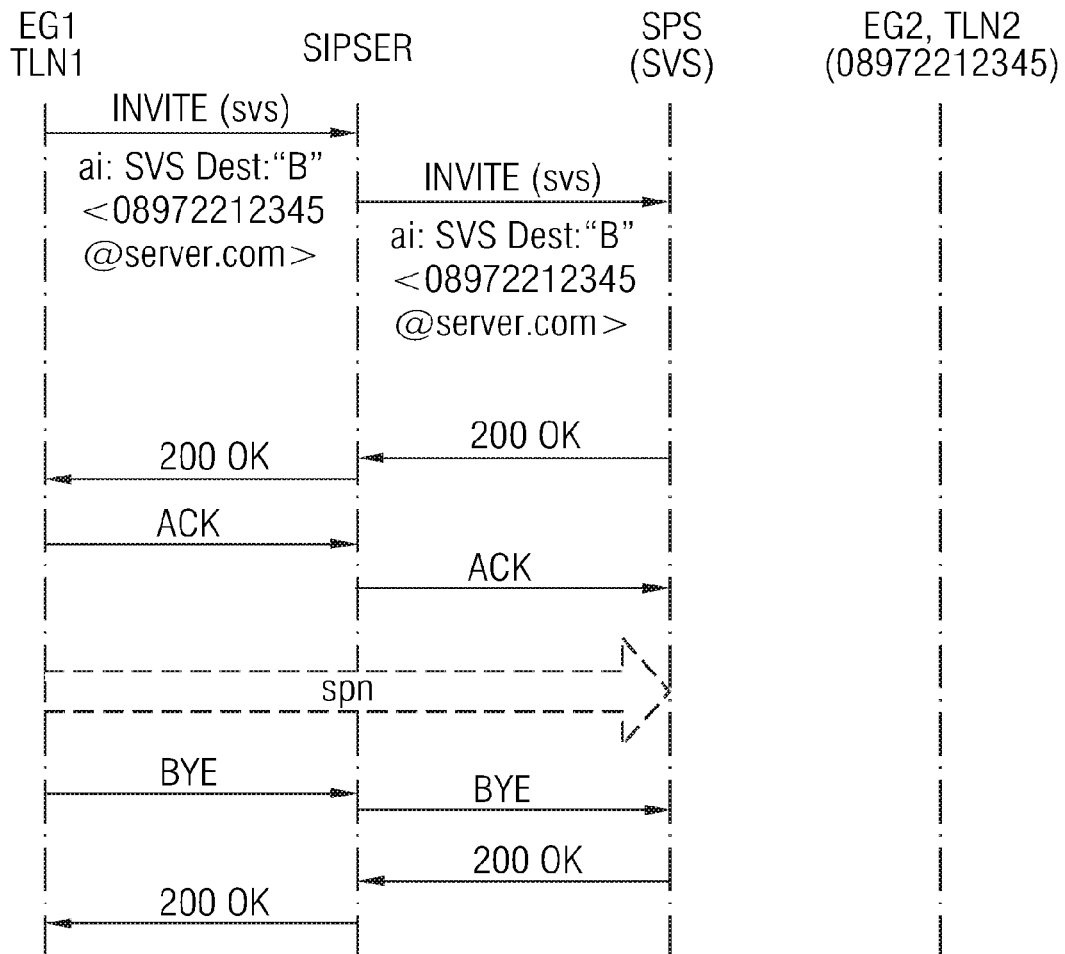 EG1
TLN1
SIPSER
SPS
(SVS)
EG2, TLN2
(08972212345)
INVITE (svs)
ai: SVS Dest:“B”
<08972212345
@server.com>
INVITE (svs)
ai: SVS Dest:“B”
<08972212345
@server.com>
200 OK
200 OK
ACK
ACK
spn
BYE
BYE
200 OK
200 OK